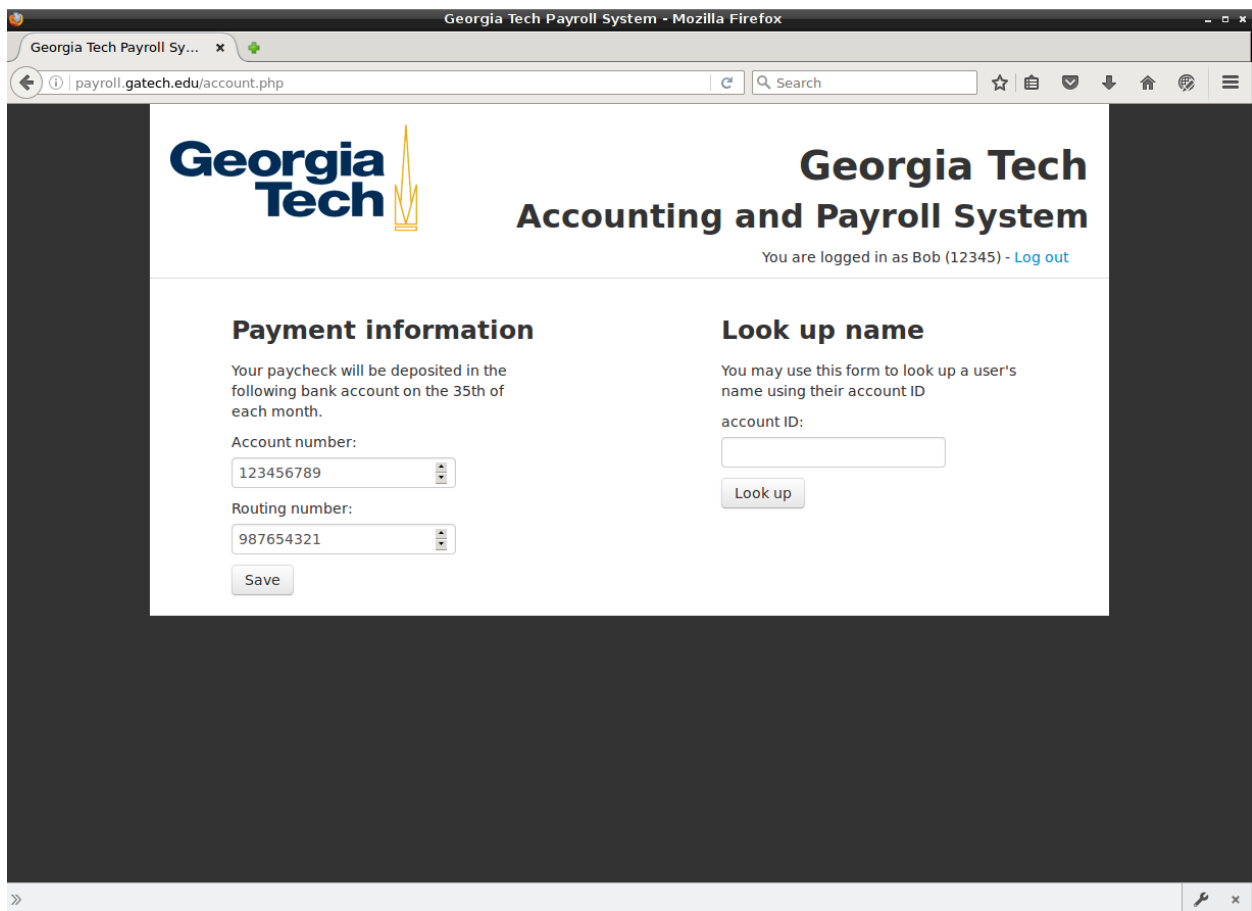 Georgia Tech Payroll System - Mozilla Firefox
Georgia Tech Payroll Sy...
payroll.gatech.edu/account.php
Search
Georgia
Tech
Georgia Tech
Accounting and Payroll System
You are logged in as Bob (12345) - Log out
Payment information
Your paycheck will be deposited in the
following bank account on the 35th of
each month.
Account number:
123456789
Routing number:
987654321
Save
Look up name
You may use this form to look up a user's
name using their account ID
account ID:
Look up